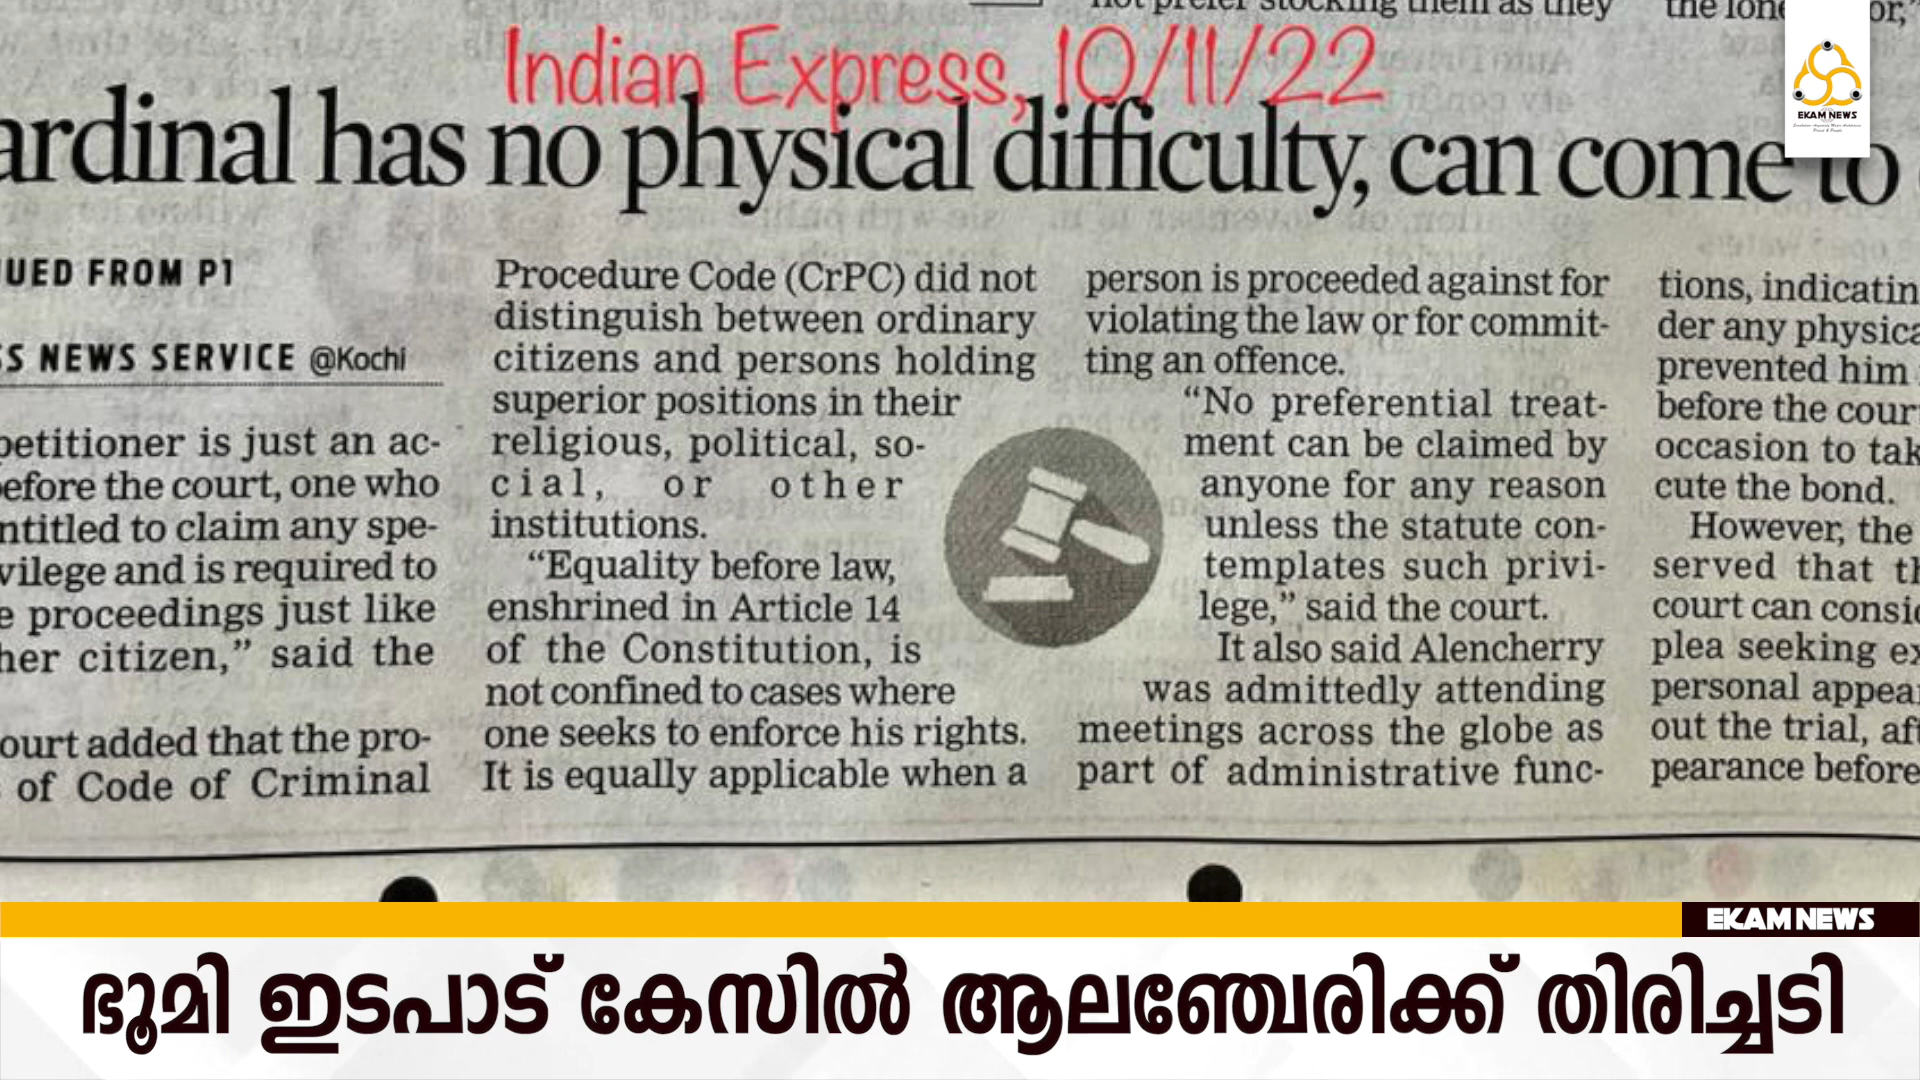 not prefer stocking them as they
Indian Express, 10/11/22
EKAM NEWS
ardinal has no physical difficulty, can come to
UED FROM P1
SS NEWS SERVICE @Kochi
petitioner is just an ac-
efore the court, one who
ntitled to claim any spe-
vilege and is required to
e proceedings just like
her citizen,” said the
ourt added that the pro-
of Code of Criminal
Procedure Code (CrPC) did not
distinguish between ordinary
citizens and persons holding
superior positions in their
religious, political, so-
cial, or other
institutions.
“Equality before law,
enshrined in Article 14
of the Constitution, is
not confined to cases where
one seeks to enforce his rights.
It is equally applicable when a
person is proceeded against for
violating the law or for commit-
ting an offence.
“No preferential treat-
ment can be claimed by
anyone for any reason
unless the statute con-
templates such privi-
lege,” said the court.
It also said Alencherry
was admittedly attending
meetings across the globe as
part of administrative func-
tions, indicatin
der any physica
prevented him
before the cour
occasion to tak
cute the bond.
However, the
served that th
court can consid
plea seeking ex
personal appea
out the trial, aft
pearance before
EKAM NEWS
ഭൂമി ഇടപാട് കേസിൽ ആലഞ്ചേരിക്ക് തിരിച്ചടി